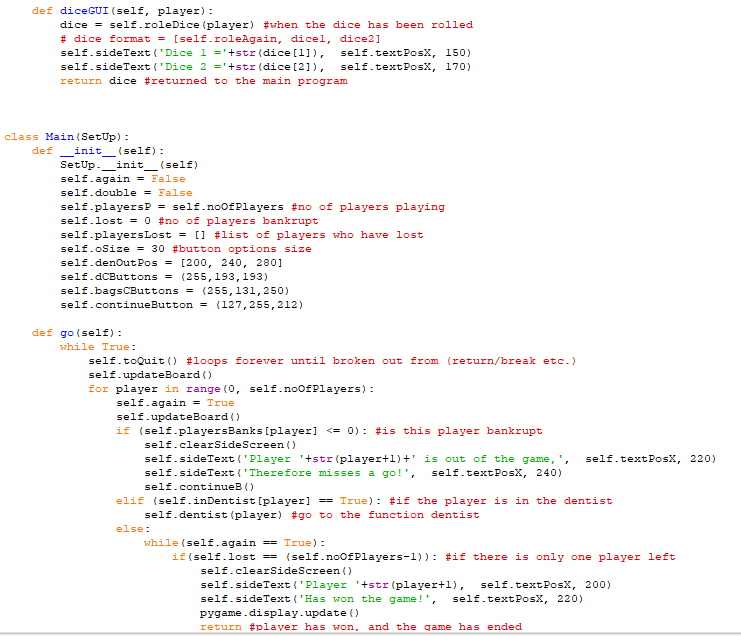 def diceGUI(self, player):
dice = self.roleDice(player) #when the dice has been rolled
# dice format = [self.roleAgain, dice1, dice2]
self.sideText('Dice 1 ='+str(dice[1]),  self.textPosX, 150)
self.sideText('Dice 2 ='+str(dice[2]),  self.textPosX, 170)
return dice #returned to the main program
class Main(SetUp):
def __init__(self):
SetUp.__init__(self)
self.again = False
self.double = False
self.playersP = self.noOfPlayers #no of players playing
self.lost = 0 #no of players bankrupt
self.playersLost = [] #list of players who have lost
self.oSize = 30 #button options size
self.denOutPos = [200, 240, 280]
self.dCButtons = (255,193,193)
self.bagsCButtons = (255,131,250)
self.continueButton = (127,255,212)
def go(self):
while True:
self.toQuit() #loops forever until broken out from (return/break etc.)
self.updateBoard()
for player in range(0, self.noOfPlayers):
self.again = True
self.updateBoard()
if (self.playersBanks[player] <= 0): #is this player bankrupt
self.clearSideScreen()
self.sideText('Player '+str(player+1)+' is out of the game,',  self.textPosX, 220)
self.sideText('Therefore misses a go!',  self.textPosX, 240)
self.continueB()
elif (self.inDentist[player] == True): #if the player is in the dentist
self.dentist(player) #go to the function dentist
else:
while(self.again == True):
if(self.lost == (self.noOfPlayers-1)): #if there is only one player left
self.clearSideScreen()
self.sideText('Player '+str(player+1),  self.textPosX, 200)
self.sideText('Has won the game!',  self.textPosX, 220)
pygame.display.update()
return #player has won, and the game has ended